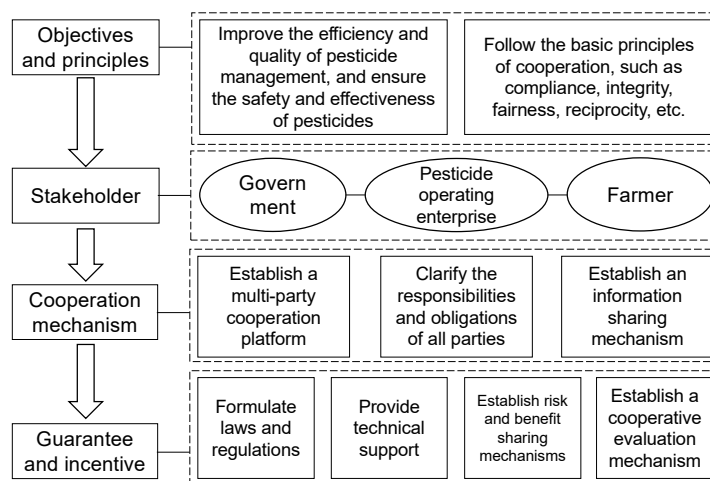 Objectives
and principles
Improve the efficiency and
quality of pesticide
management, and ensure
the safety and effectiveness
of pesticides
Follow the basic principles
of cooperation, such as
compliance, integrity,
fairness, reciprocity, etc.
Stakeholder
Govern
ment
Pesticide
operating
enterprise
Farmer
Cooperation
mechanism
Establish a
multi-party
cooperation
platform
Clarify the
responsibilities
and obligations
of all parties
Establish an
information
sharing
mechanism
Guarantee
and incentive
Formulate
laws and
regulations
Provide
technical
support
Establish risk
and benefit
sharing
mechanisms
Establish a
cooperative
evaluation
mechanism